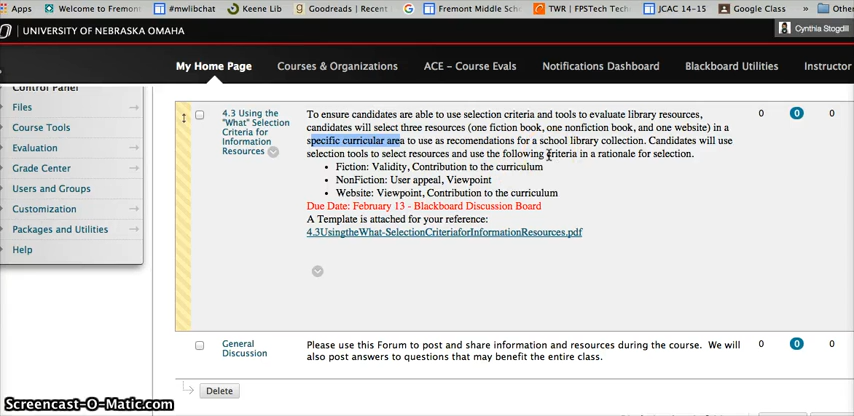 Apps
Welcome to Fremo
#mwlibchat
Keene Lib
Goodreads | Recent
Fremont Middle Sch
TWR | FPSTech Tech
JCAC 14-15
Google Class
»
Other
UNIVERSITY OF NEBRASKA OMAHA
Cynthia Stogdill
My Home Page
Courses & Organizations
ACE - Course Evals
Notifications Dashboard
Blackboard Utilities
Instructor
Control Panel
Files
Course Tools
Evaluation
Grade Center
Users and Groups
Customization
Packages and Utilities
Help
4.3 Using the
"What" Selection
Criteria for
Information
Resources
To ensure candidates are able to use selection criteria and tools to evaluate library resources,
candidates will select three resources (one fiction book, one nonfiction book, and one website) in a
specific curricular area to use as recomendations for a school library collection. Candidates will use
selection tools to select resources and use the following criteria in a rationale for selection.
• Fiction: Validity, Contribution to the curriculum
• NonFiction: User appeal, Viewpoint
• Website: Viewpoint, Contribution to the curriculum
Due Date: February 13 - Blackboard Discussion Board
A Template is attached for your reference:
4.3UsingtheWhat-SelectionCriteriaforInformationResources.pdf
0
0
0
General
Discussion
Please use this Forum to post and share information and resources during the course. We will
also post answers to questions that may benefit the entire class.
0
0
0
Delete
Screencast-O-Matic.com